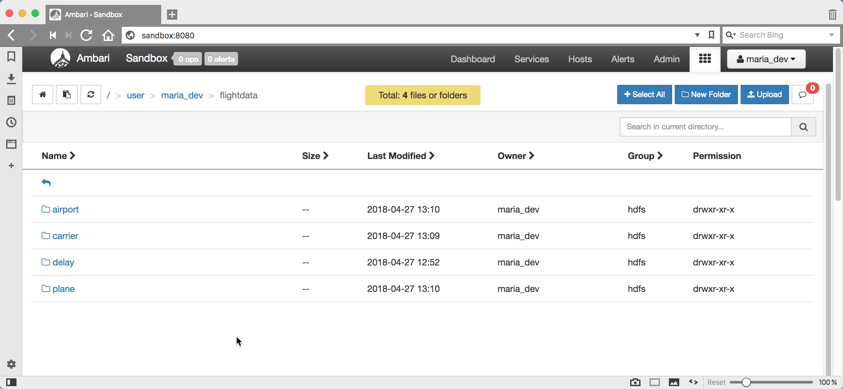 Ambari - Sandbox
sandbox:8080
Search Bing
Ambari Sandbox 0 ops 0 alerts Dashboard Services Hosts Alerts Admin maria_dev
/ > user > maria_dev > flightdata
Total: 4 files or folders
Select All New Folder Upload 0
Search in current directory...
Name Size Last Modified Owner Group Permission
airport -- 2018-04-27 13:10 maria_dev hdfs drwxr-xr-x
carrier -- 2018-04-27 13:09 maria_dev hdfs drwxr-xr-x
delay -- 2018-04-27 12:52 maria_dev hdfs drwxr-xr-x
plane -- 2018-04-27 13:10 maria_dev hdfs drwxr-xr-x
Reset 100 %